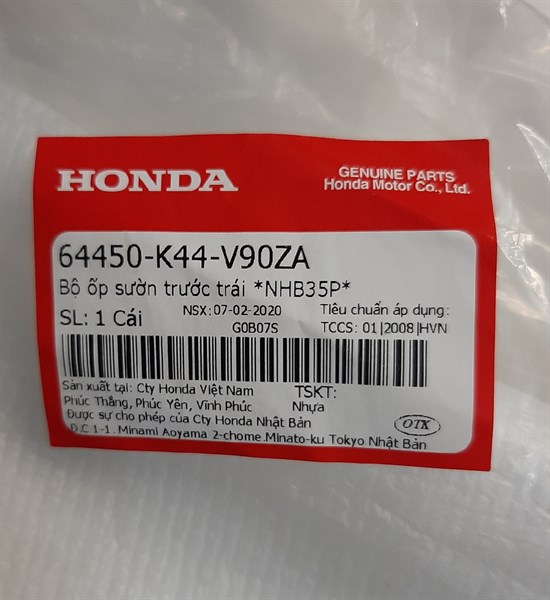 HONDA
GENUINE PARTS
Honda Motor Co., Ltd.
64450-K44-V90ZA
Bộ ốp sườn trước trái *NHB35P*
SL: 1 Cái
NSX: 07-02-2020
G0B07S
Tiêu chuẩn áp dụng:
TCCS: 01|2008|HVN
Sản xuất tại: Cty Honda Việt Nam
Phúc Thắng, Phúc Yên, Vĩnh Phúc
Được sự cho phép của Cty Honda Nhật Bản
Đ.C 1-1. Minami Aoyama 2-chome.Minato-ku Tokyo Nhật Bản
TSKT:
Nhựa
OTK